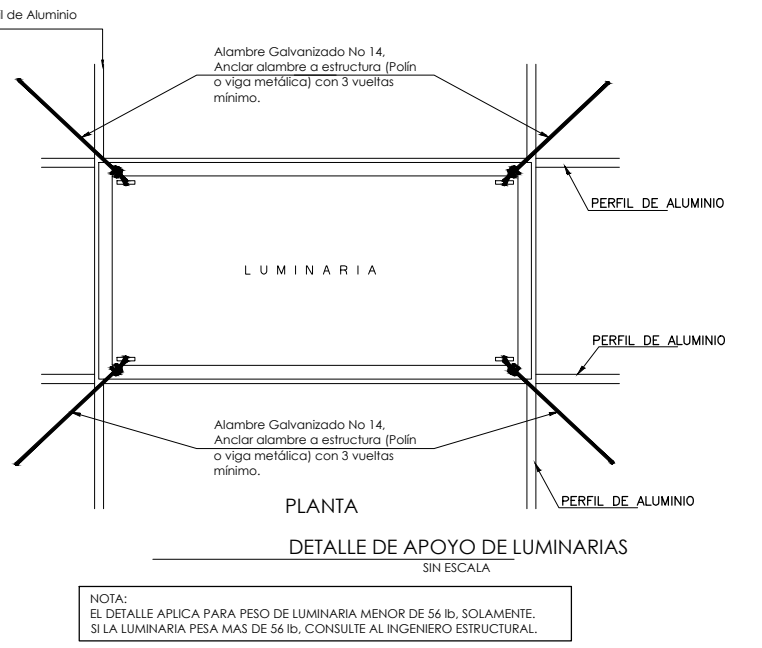 de Aluminio
Alambre Galvanizado No 14,
Anclar alambre a estructura (Polín
o viga metálica) con 3 vueltas
mínimo.
PERFIL DE ALUMINIO
LUMINARIA
PERFIL DE ALUMINIO
Alambre Galvanizado No 14,
Anclar alambre a estructura (Polín
o viga metálica) con 3 vueltas
mínimo.
PERFIL DE ALUMINIO
PLANTA
DETALLE DE APOYO DE LUMINARIAS
SIN ESCALA
NOTA:
EL DETALLE APLICA PARA PESO DE LUMINARIA MENOR DE 56 lb, SOLAMENTE.
SI LA LUMINARIA PESA MAS DE 56 lb, CONSULTE AL INGENIERO ESTRUCTURAL.